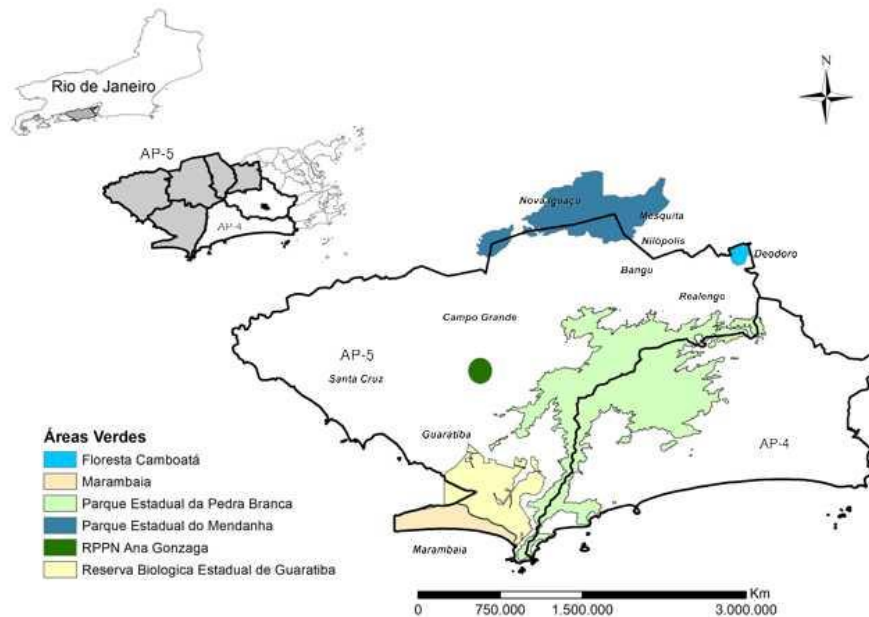 Rio de Janeiro
N
AP-5
AP-4
Nova Iguaçú
Mesquita
Nilópolis
Deodoro
Bangu
Realengo
Campo Grande
AP-5
Santa Cruz
Guaratiba
AP-4
Marambaia
Áreas Verdes
Floresta Camboatá
Marambaia
Parque Estadual da Pedra Branca
Parque Estadual do Mendanha
RPPN Ana Gonzaga
Reserva Biologica Estadual de Guaratiba
Km
0 750.000 1.500.000 3.000.000